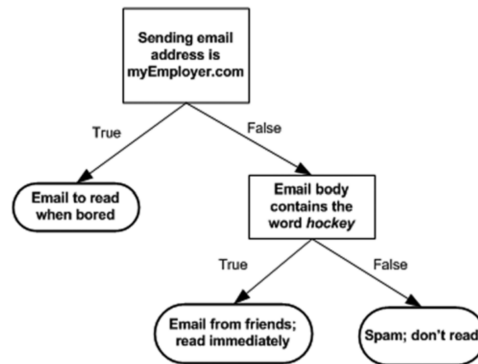 Sending email
address is
myEmployer.com
True
False
Email to read
when bored
Email body
contains the
word hockey
True
False
Email from friends;
read immediately
Spam; don't read